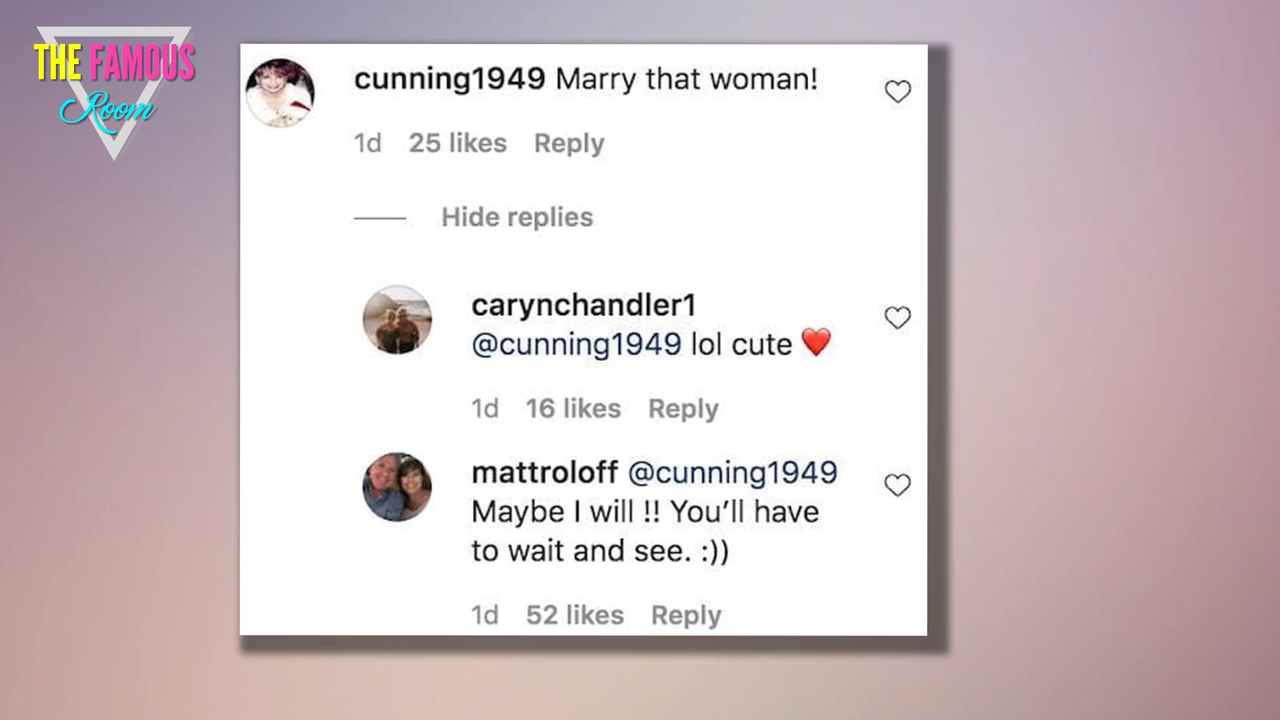 THE FAMOUS
Room
cunning1949 Marry that woman!
1d 25 likes Reply
Hide replies
carynchandler1
@cunning1949 lol cute ❤️
1d 16 likes Reply
mattroloff @cunning1949
Maybe I will !! You’ll have
to wait and see. :))
1d 52 likes Reply